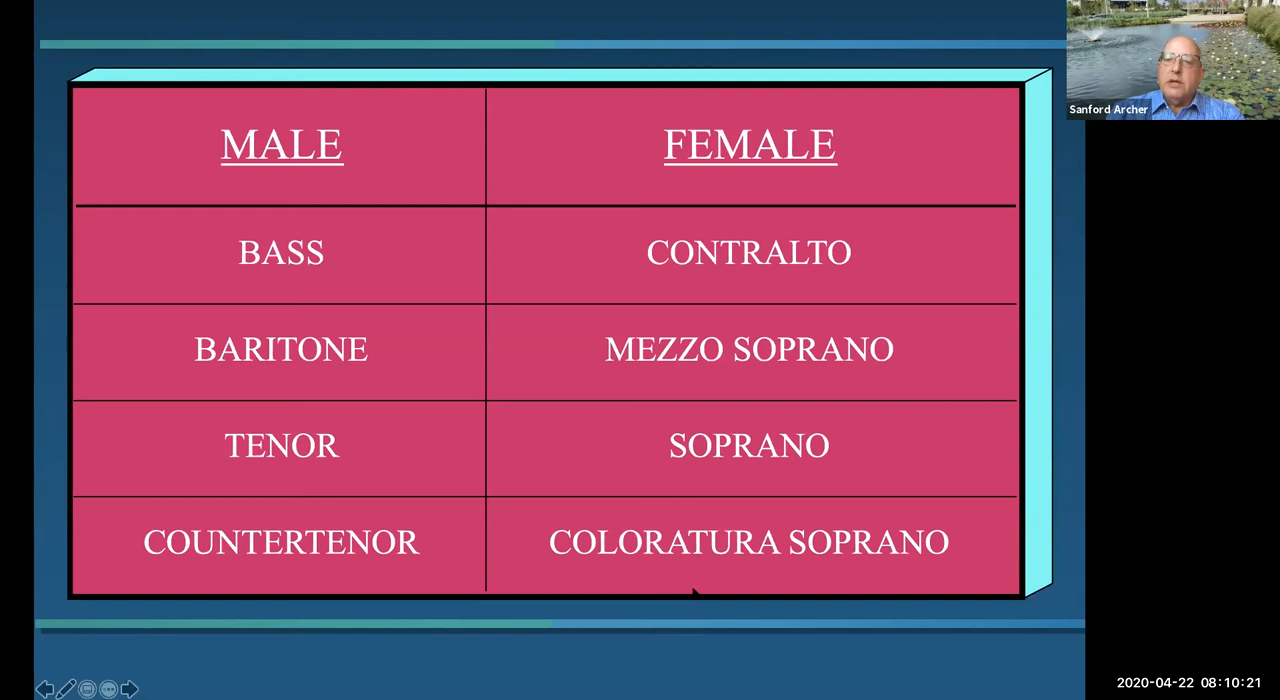 MALE FEMALE
BASS CONTRALTO
BARITONE MEZZO SOPRANO
TENOR SOPRANO
COUNTERTENOR COLORATURA SOPRANO
Sanford Archer
2020-04-22 08:10:21